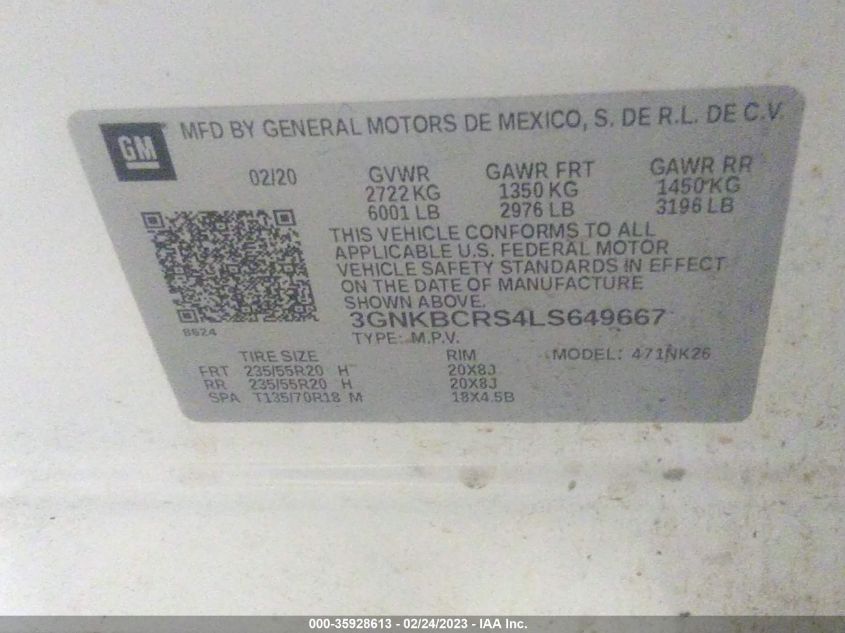 GM
MFD BY GENERAL MOTORS DE MEXICO, S. DE R.L. DE C.V.
02/20 GVWR GAWR FRT GAWR RR
2722 KG 1350 KG 1450 KG
6001 LB 2976 LB 3196 LB
THIS VEHICLE CONFORMS TO ALL
APPLICABLE U.S. FEDERAL MOTOR
VEHICLE SAFETY STANDARDS IN EFFECT
ON THE DATE OF MANUFACTURE
SHOWN ABOVE.
8624
3GNKBCRS4LS649667
TYPE: M.P.V.
TIRE SIZE RIM MODEL: 471NK26
FRT 235/55R20 H 20X8J
RR 235/55R20 H 20X8J
SPA T135/70R18 M 18X4.5B
000-35928613 - 02/24/2023 - IAA Inc.